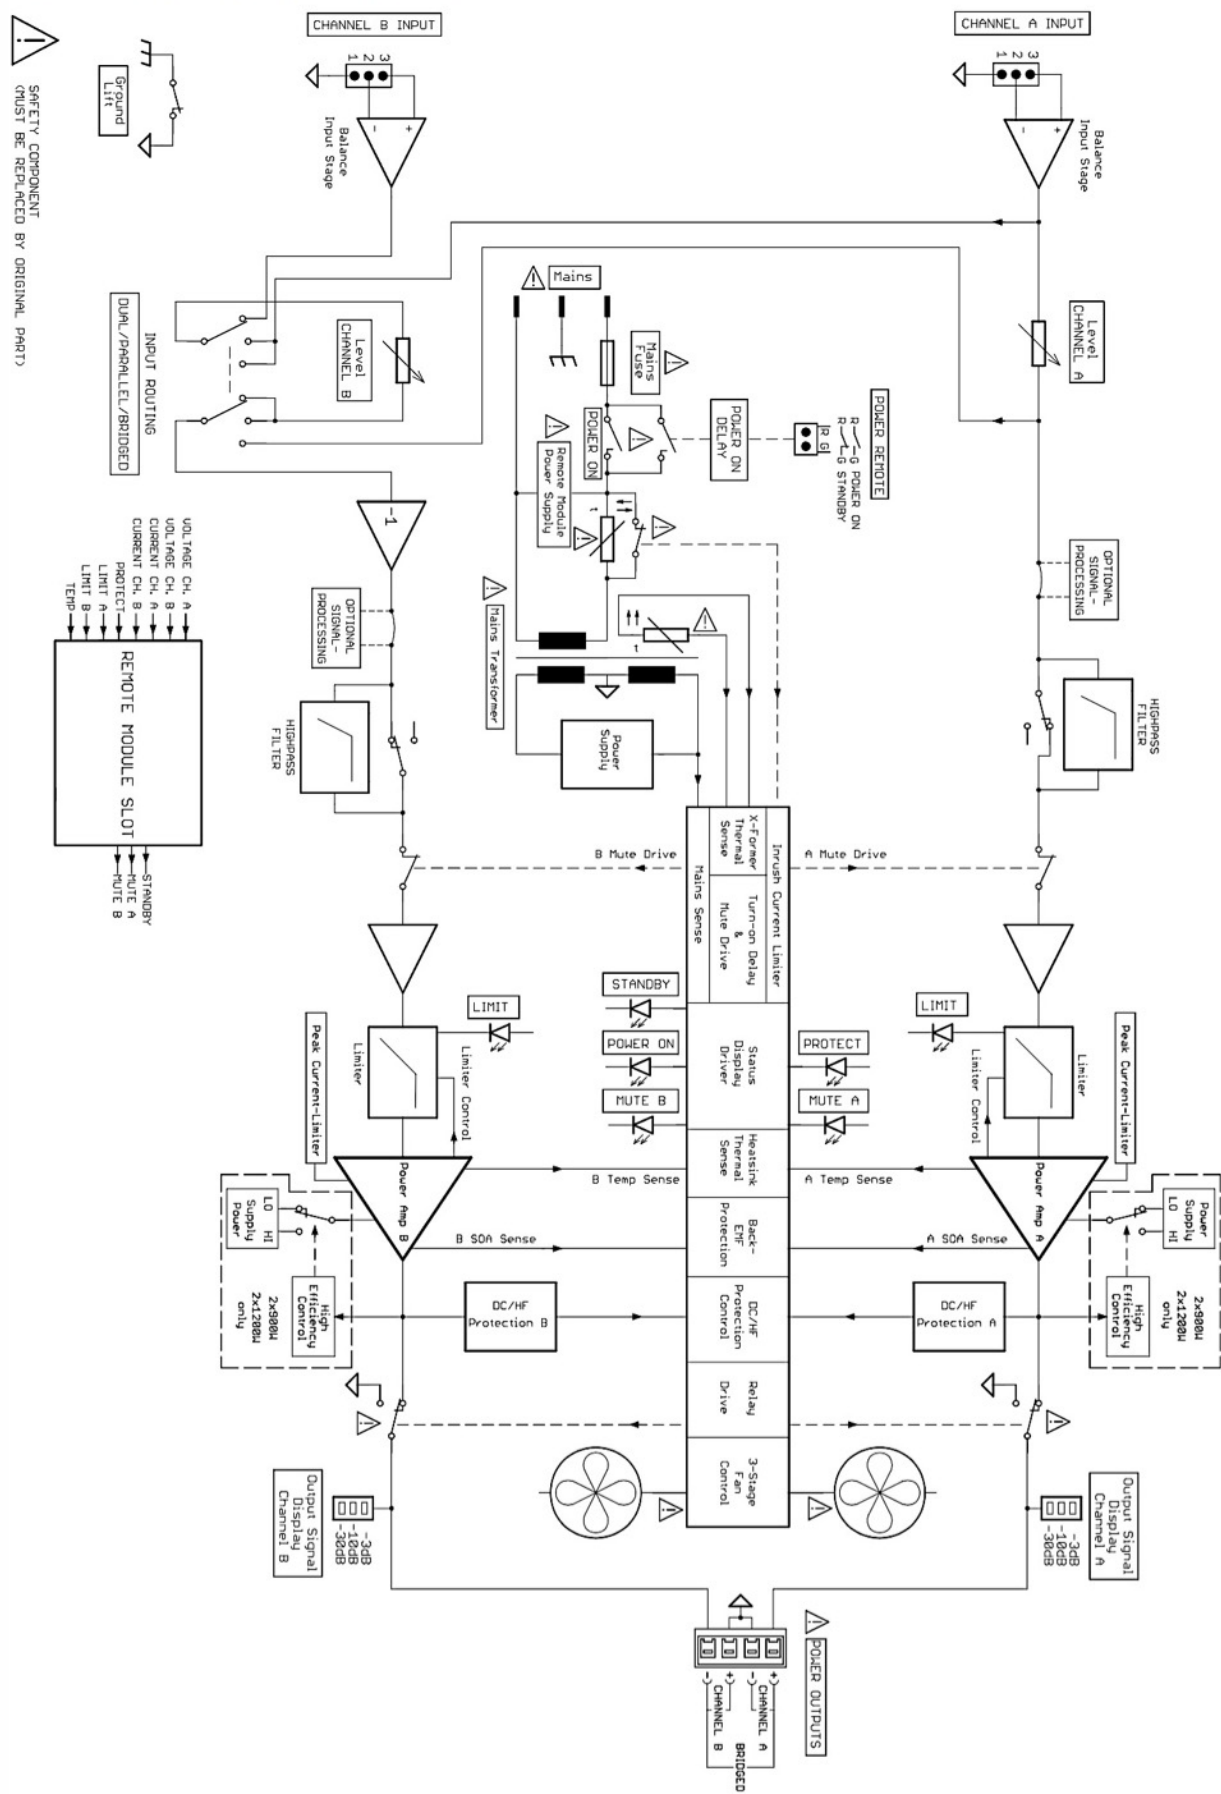 CHANNEL B INPUT
CHANNEL A INPUT
1 2 3
1 2 3
SAFETY COMPONENT
(MUST BE REPLACED BY ORIGINAL PART)
Ground
Lift
-
+
Balance
Input Stage
-
+
Balance
Input Stage
Mains
Mains
Fuse
Level
CHANNEL B
Level
CHANNEL A
INPUT ROUTING
DUAL/PARALLEL/BRIDGED
POWER ON
POWER ON
DELAY
R G
POWER REMOTE
R G POWER ON
R G STANDBY
Remote Module
Power Supply
t
-1
OPTIONAL
SIGNAL-
PROCESSING
OPTIONAL
SIGNAL-
PROCESSING
Mains Transformer
t
VOLTAGE CH. A
VOLTAGE CH. B
CURRENT CH. A
CURRENT CH. B
PROTECT
LIMIT A
LIMIT B
TEMP
REMOTE MODULE SLOT
STANDBY
MUTE A
MUTE B
HIGHPASS
FILTER
HIGHPASS
FILTER
Power
Supply
B Mute Drive
A Mute Drive
Inrush Current Limiter
X-Former
Thermal
Sense
Turn-on Delay
&
Mute Drive
Mains Sense
STANDBY
POWER ON
MUTE B
Status
Display
Driver
PROTECT
MUTE A
LIMIT
LIMIT
Limiter
Limiter Control
Limiter
Limiter Control
Peak Current-Limiter
Peak Current-Limiter
Heatsink
Thermal
Sense
B Temp Sense
A Temp Sense
Power Amp B
Power Amp A
Back-
EMF
Protection
B SOA Sense
A SOA Sense
Power
Supply
LO HI
Power
Supply
LO HI
High
Efficiency
Control
High
Efficiency
Control
2x900W
2x1200W
only
2x900W
2x1200W
only
DC/HF
Protection B
DC/HF
Protection
Control
DC/HF
Protection A
Relay
Drive
3-Stage
Fan
Control
Output Signal
Display
Channel B
-3dB
-10dB
-30dB
Output Signal
Display
Channel A
-3dB
-10dB
-30dB
POWER OUTPUTS
- +
- +
CHANNEL B
CHANNEL A
BRIDGED